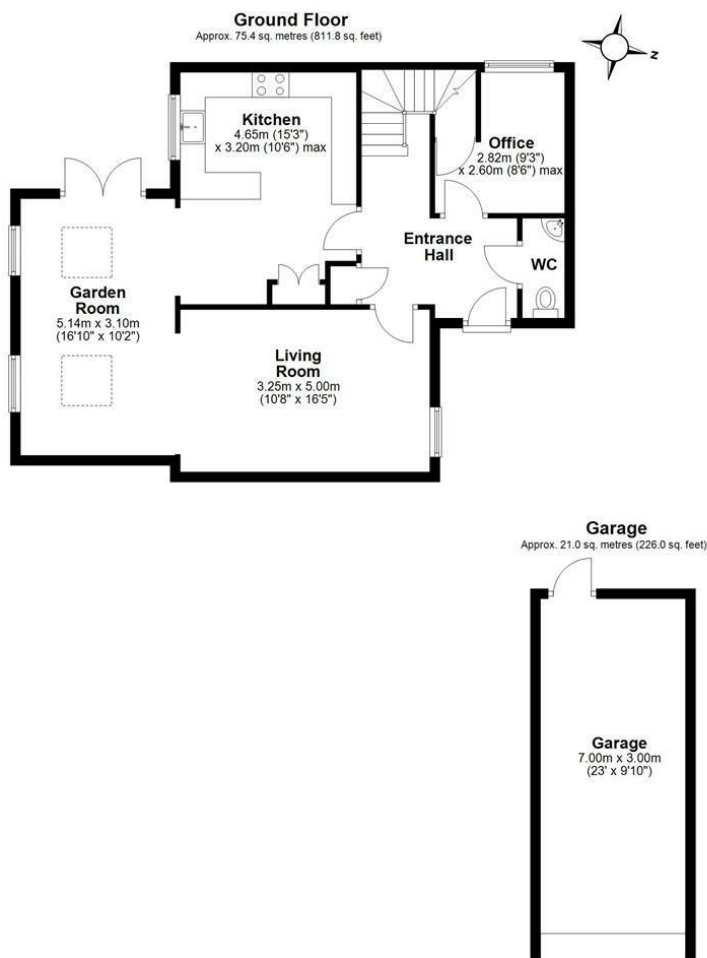 Ground Floor
Approx. 75.4 sq. metres (811.8 sq. feet)
N
Kitchen
4.65m (15'3")
x 3.20m (10'6") max
Office
2.82m (9'3")
x 2.60m (8'6") max
Entrance
Hall
WC
Garden
Room
5.14m x 3.10m
(16'10" x 10'2")
Living
Room
3.25m x 5.00m
(10'8" x 16'5")
Garage
Approx. 21.0 sq. metres (226.0 sq. feet)
Garage
7.00m x 3.00m
(23' x 9'10")